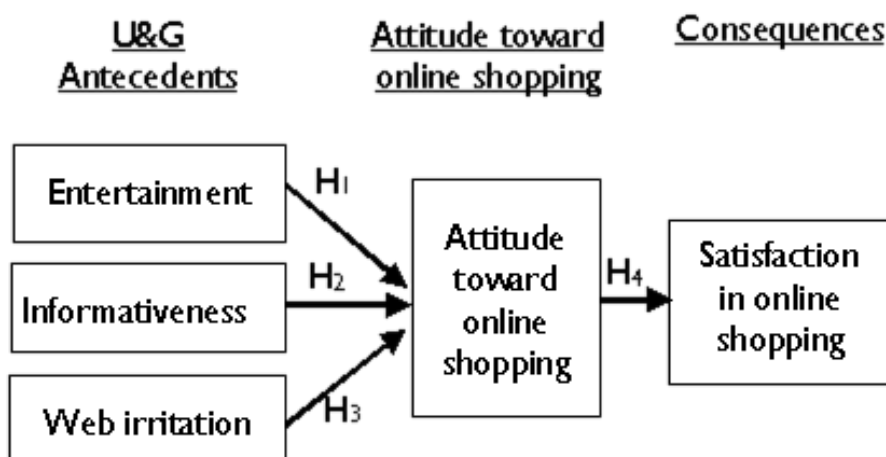 U&G
Antecedents
Attitude toward
online shopping
Consequences
Entertainment
H1
Informativeness
H2
Web irritation
H3
Attitude
toward
online
shopping
H4
Satisfaction
in online
shopping